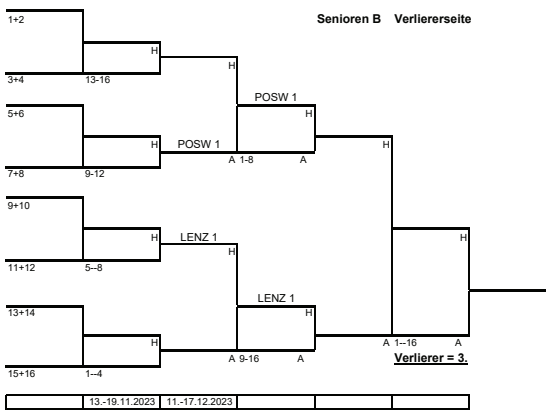 1+2
Senioren B Verliererseite
H
H
3+4 13-16
POSW 1
5+6
H
H POSW 1 H
A 1-8 A
7+8 9-12
9+10
H LENZ 1 H
H
11+12 5--8
LENZ 1
13+14
H
H A 1--16 A
A 9-16 A
Verlierer = 3.
15+16 1--4
13.-19.11.2023 11.-17.12.2023